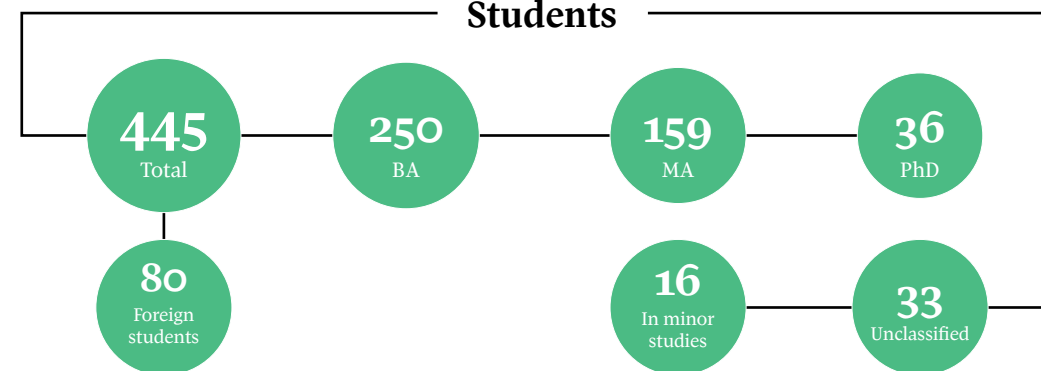 Students
445
Total
250
BA
159
MA
36
PhD
80
Foreign
students
16
In minor
studies
33
Unclassified